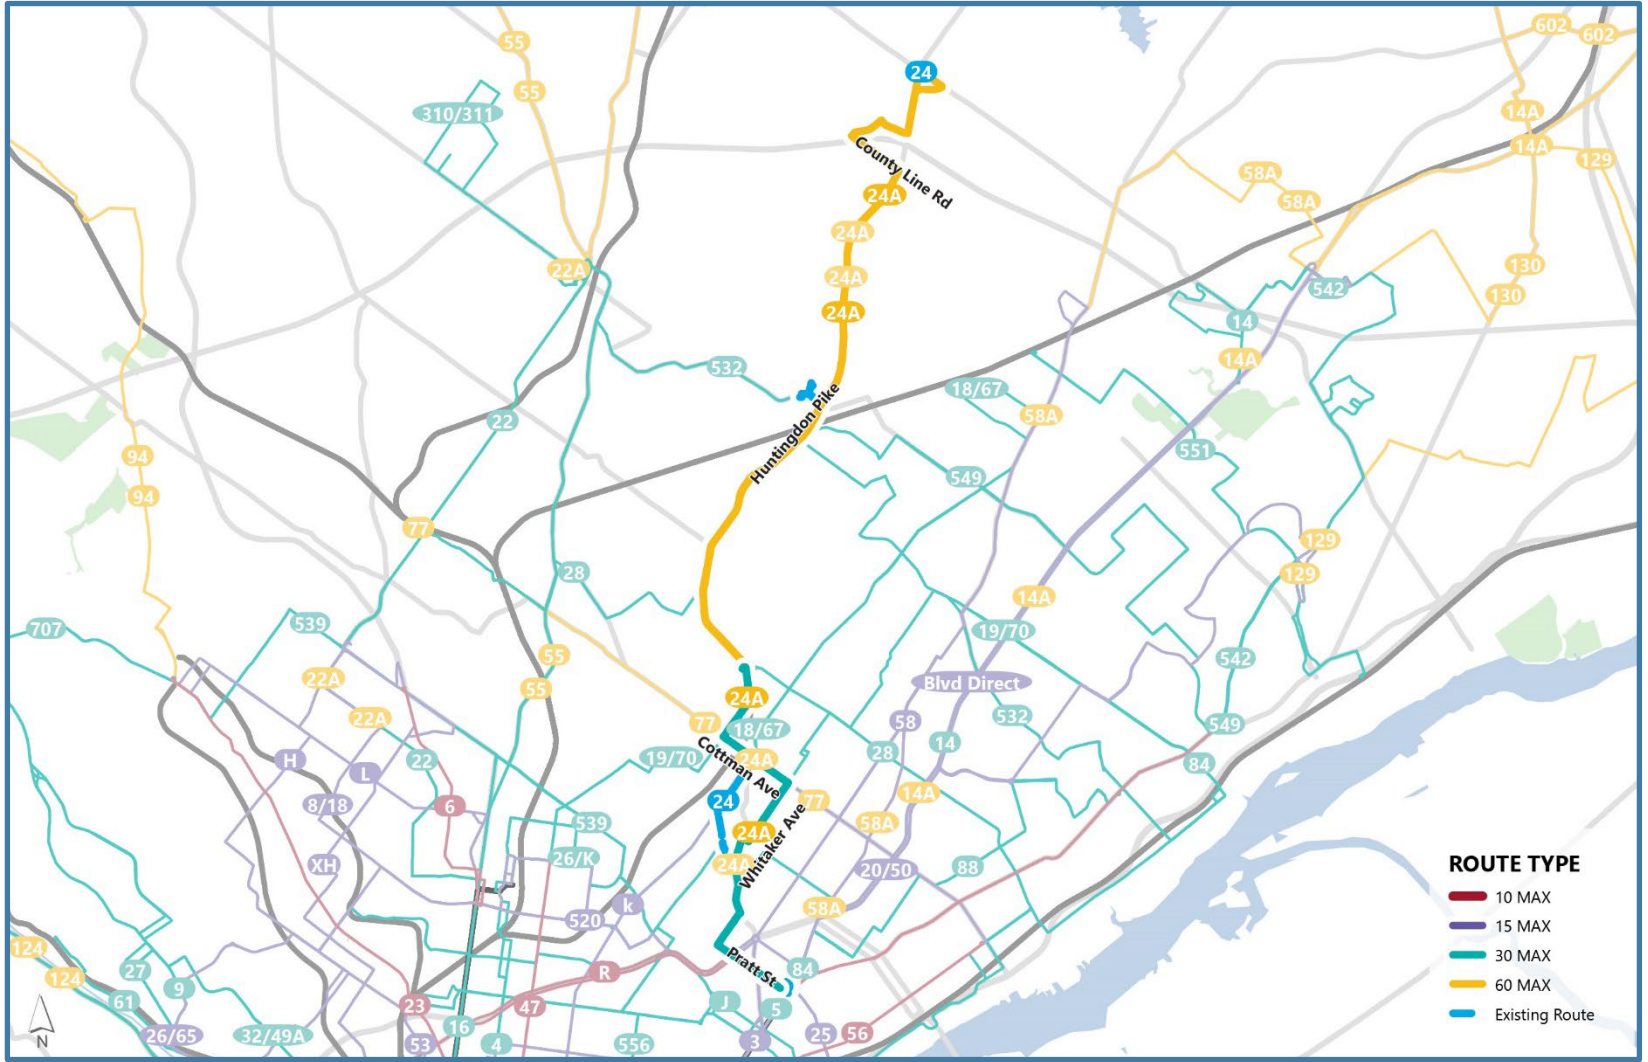 55
602
602
24
55
310/311
14A
14A
129
County Line Rd
58A
24A
58A
24A
22A
130
24A
542
130
24A
14
14A
532
18/67
Huntingdon Pike
58A
22
551
94
549
94
77
129
28
129
14A
539
707
19/70
55
542
22A
Blvd Direct
55
24A
532
22A
77
58
549
18/67
14
28
Cottman Ave
24A
19/70
H
22
84
L
14A
24
77
8/18
6
58A
539
24A
Whitaker Ave
26/K
XH
24A
20/50
88
ROUTE TYPE
10 MAX
15 MAX
30 MAX
60 MAX
Existing Route
k
58A
520
124
Pratt St
84
27
R
124
9
61
23
47
J
5
16
26/65
32/49A
53
4
556
3
25
56
N